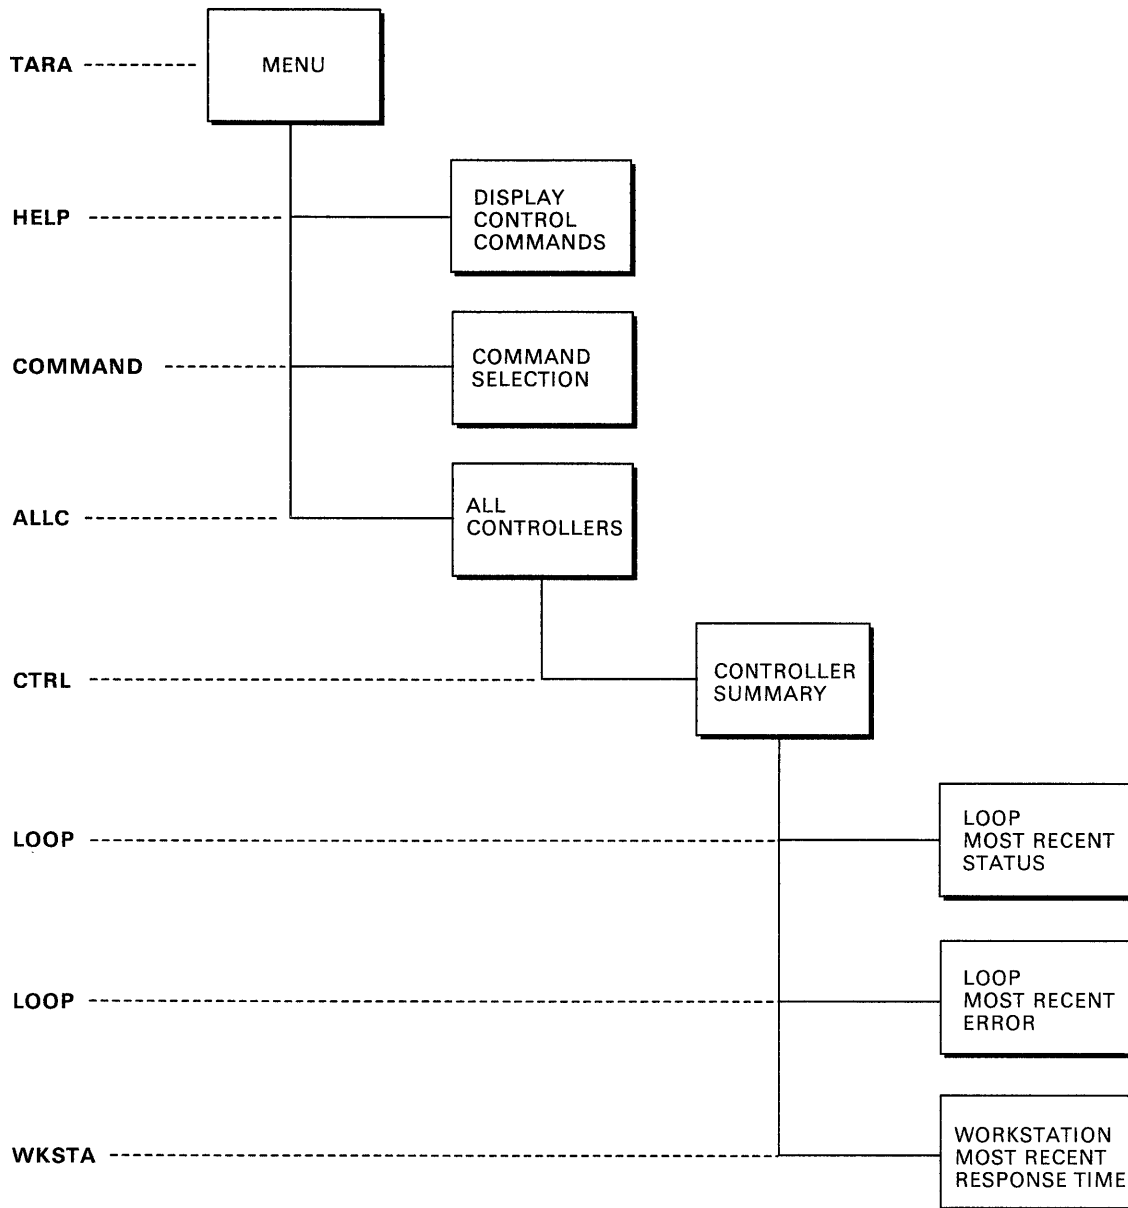 TARA
MENU
HELP
DISPLAY
CONTROL
COMMANDS
COMMAND
COMMAND
SELECTION
ALLC
ALL
CONTROLLERS
CTRL
CONTROLLER
SUMMARY
LOOP
LOOP
MOST RECENT
STATUS
LOOP
LOOP
MOST RECENT
ERROR
WKSTA
WORKSTATION
MOST RECENT
RESPONSE TIME